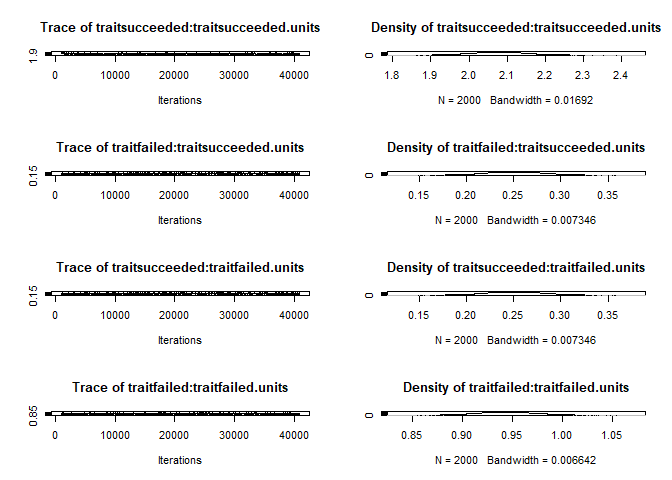 Trace of traitsucceeded:traitsucceeded.units
1.9
0 10000 20000 30000 40000
Iterations
Density of traitsucceeded:traitsucceeded.units
0
1.8 1.9 2.0 2.1 2.2 2.3 2.4
N = 2000 Bandwidth = 0.01692
Trace of traitfailed:traitsucceeded.units
0.15
0 10000 20000 30000 40000
Iterations
Density of traitfailed:traitsucceeded.units
0
0.15 0.20 0.25 0.30 0.35
N = 2000 Bandwidth = 0.007346
Trace of traitsucceeded:traitfailed.units
0.15
0 10000 20000 30000 40000
Iterations
Density of traitsucceeded:traitfailed.units
0
0.15 0.20 0.25 0.30 0.35
N = 2000 Bandwidth = 0.007346
Trace of traitfailed:traitfailed.units
0.85
0 10000 20000 30000 40000
Iterations
Density of traitfailed:traitfailed.units
0
0.85 0.90 0.95 1.00 1.05
N = 2000 Bandwidth = 0.006642